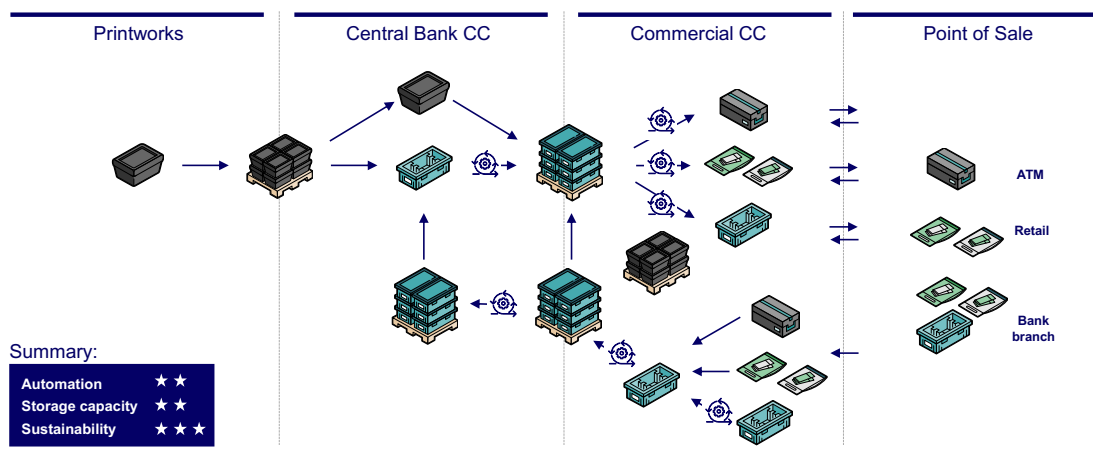 Printworks
Central Bank CC
Commercial CC
Point of Sale
ATM
Retail
Bank
branch
Summary:
Automation
Storage capacity
Sustainability